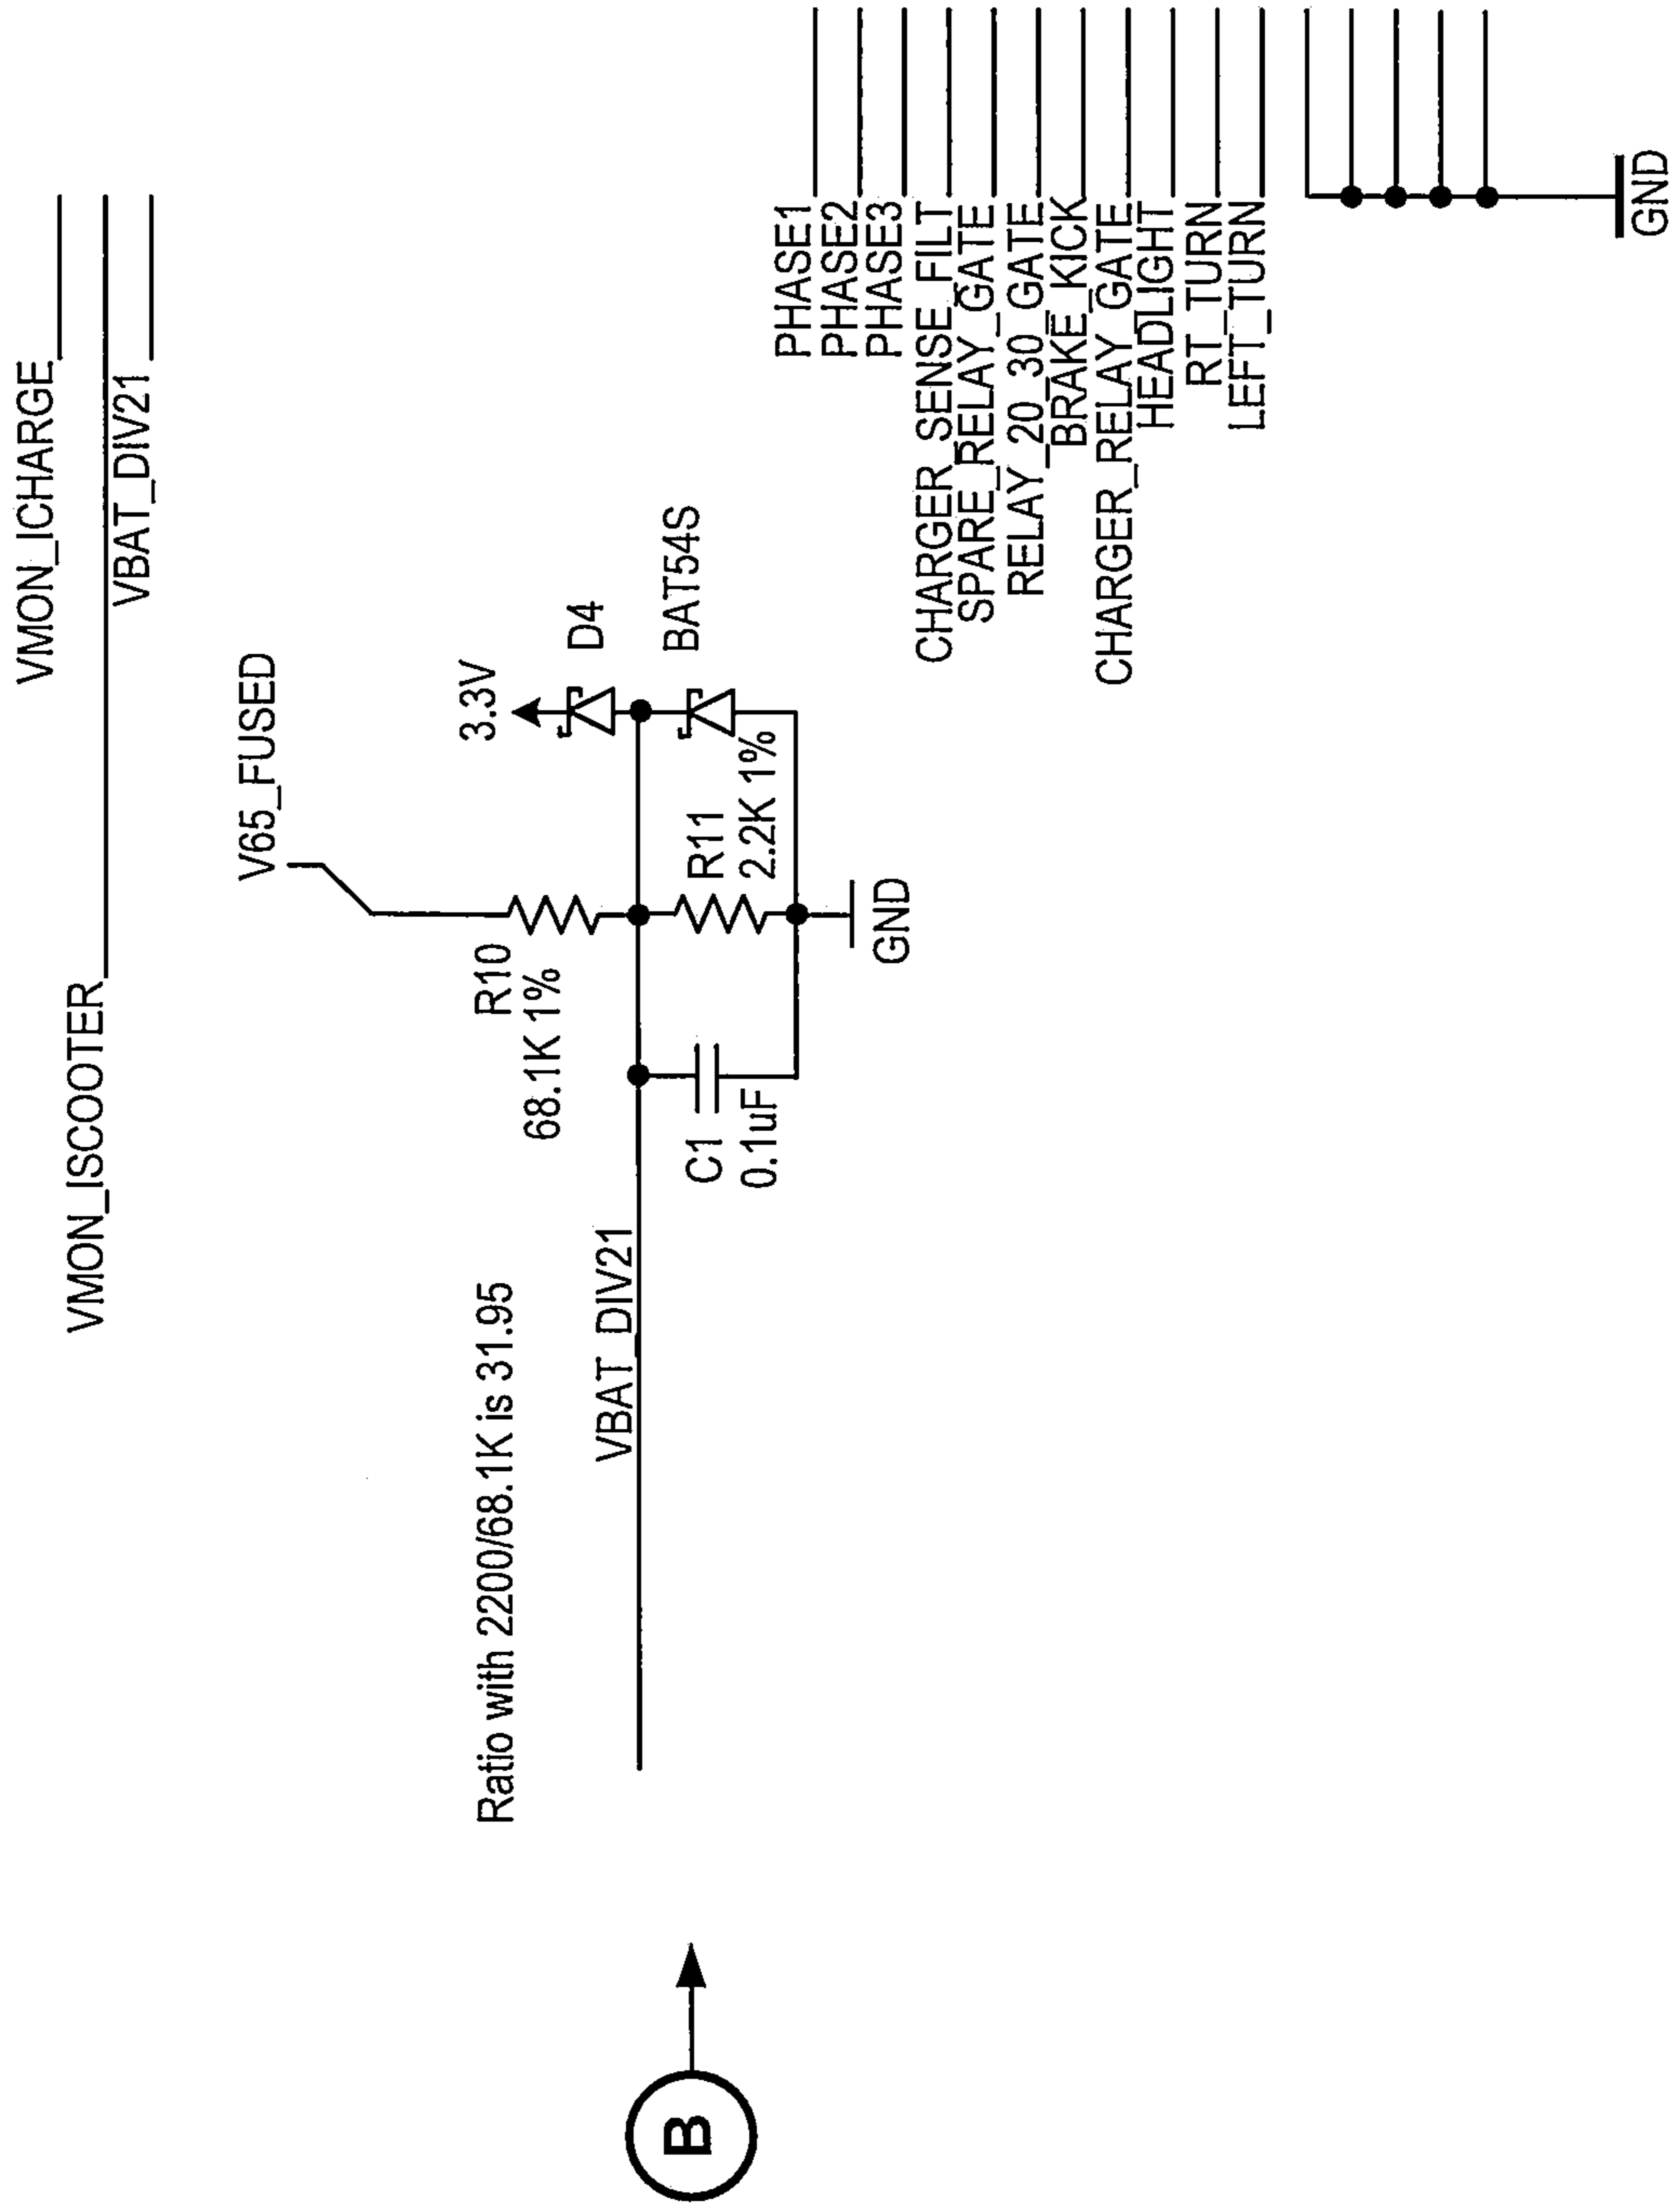 VMON_ICHARGE
VMON_ISCOOTER
VBAT_DIV21
V65_FUSED
3.3V
D4
BAT54S
R10
68.1K 1%
R11
2.2K 1%
C1
0.1uF
GND
Ratio with 2200/68.1K is 31.95
VBAT_DIV21
B
PHASE1
PHASE2
PHASE3
CHARGER_SENSE_FILT
SPARE_RELAY_GATE
RELAY_20_30_GATE
BRAKE_KICK
CHARGER_RELAY_GATE
HEADLIGHT
RT_TURN
LEFT_TURN
GND